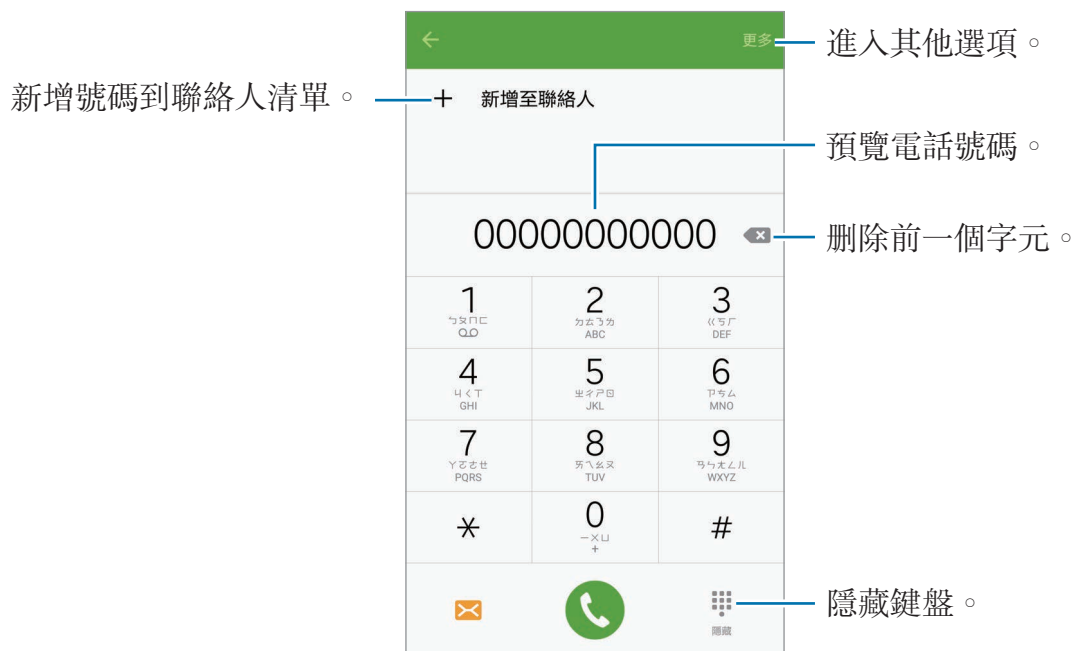 更多
進入其他選項。
新增號碼到聯絡人清單。
新增至聯絡人
預覽電話號碼。
00000000000
刪除前一個字元。
1 2 3
ㄅㄆㄇㄈ ㄉㄊㄋㄌ ㄍㄎㄏ
ABC DEF
4 5 6
ㄐㄑㄒ ㄓㄔㄕㄖ ㄗㄘㄙ
GHI JKL MNO
7 8 9
ㄚㄛㄜㄝ ㄞㄟㄠㄡ ㄢㄣㄤㄥㄦ
PQRS TUV WXYZ
* 0 #
ㄧㄨㄩ
+
隱藏鍵盤。
隱藏